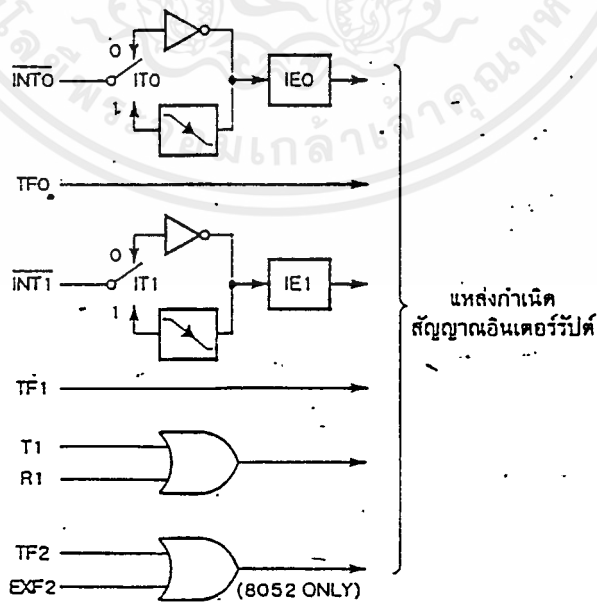 0
INT0
IT0
IE0
1
TF0
0
INT1
IT1
IE1
1
แหล่งกำเนิด
สัญญาณอินเตอร์รัปต์
TF1
T1
R1
TF2
EXF2
(8052 ONLY)